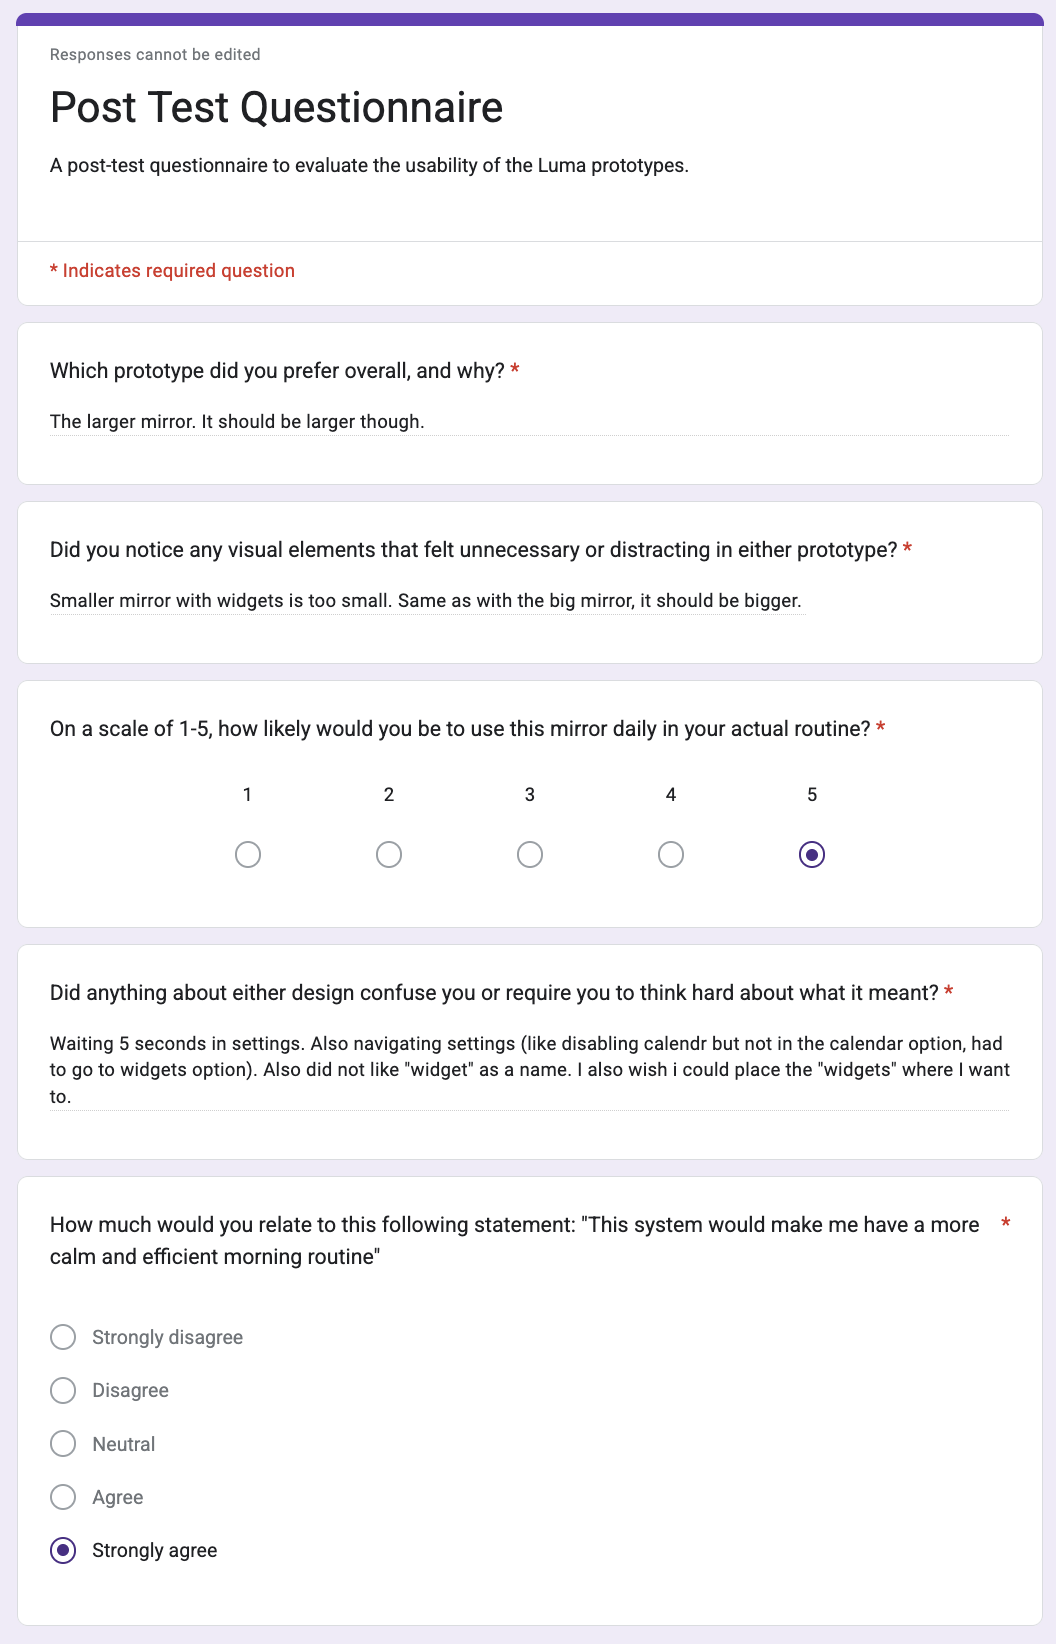 Responses cannot be edited
Post Test Questionnaire
A post-test questionnaire to evaluate the usability of the Luma prototypes.
* Indicates required question
Which prototype did you prefer overall, and why? *
The larger mirror. It should be larger though.
Did you notice any visual elements that felt unnecessary or distracting in either prototype? *
Smaller mirror with widgets is too small. Same as with the big mirror, it should be bigger.
On a scale of 1-5, how likely would you be to use this mirror daily in your actual routine? *
1 2 3 4 5
Did anything about either design confuse you or require you to think hard about what it meant? *
Waiting 5 seconds in settings. Also navigating settings (like disabling calendr but not in the calendar option, had
to go to widgets option). Also did not like "widget" as a name. I also wish i could place the "widgets" where I want
to.
How much would you relate to this following statement: "This system would make me have a more *
calm and efficient morning routine"
Strongly disagree
Disagree
Neutral
Agree
Strongly agree